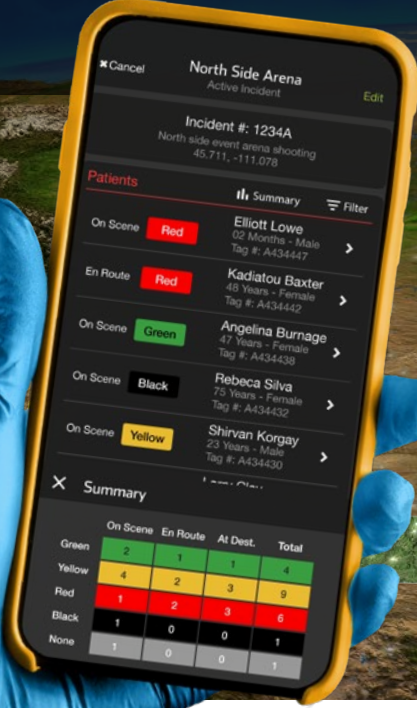 ✖Cancel North Side Arena Edit
Active Incident
Incident #: 1234A
North side event arena shooting
45.711, -111.078
Patients Summary Filter
On Scene Red Elliott Lowe
02 Months - Male
Tag #: A434447
En Route Red Kadiatou Baxter
48 Years - Female
Tag #: A434442
On Scene Green Angelina Burnage
47 Years - Female
Tag #: A434438
On Scene Black Rebeca Silva
75 Years - Female
Tag #: A434432
On Scene Yellow Shirvan Korgay
23 Years - Male
Tag #: A434430
✕ Summary
On Scene En Route At Dest. Total
Green 2 1 1 4
Yellow 4 2 3 9
Red 1 2 3 6
Black 1 0 0 1
None 1 0 0 1